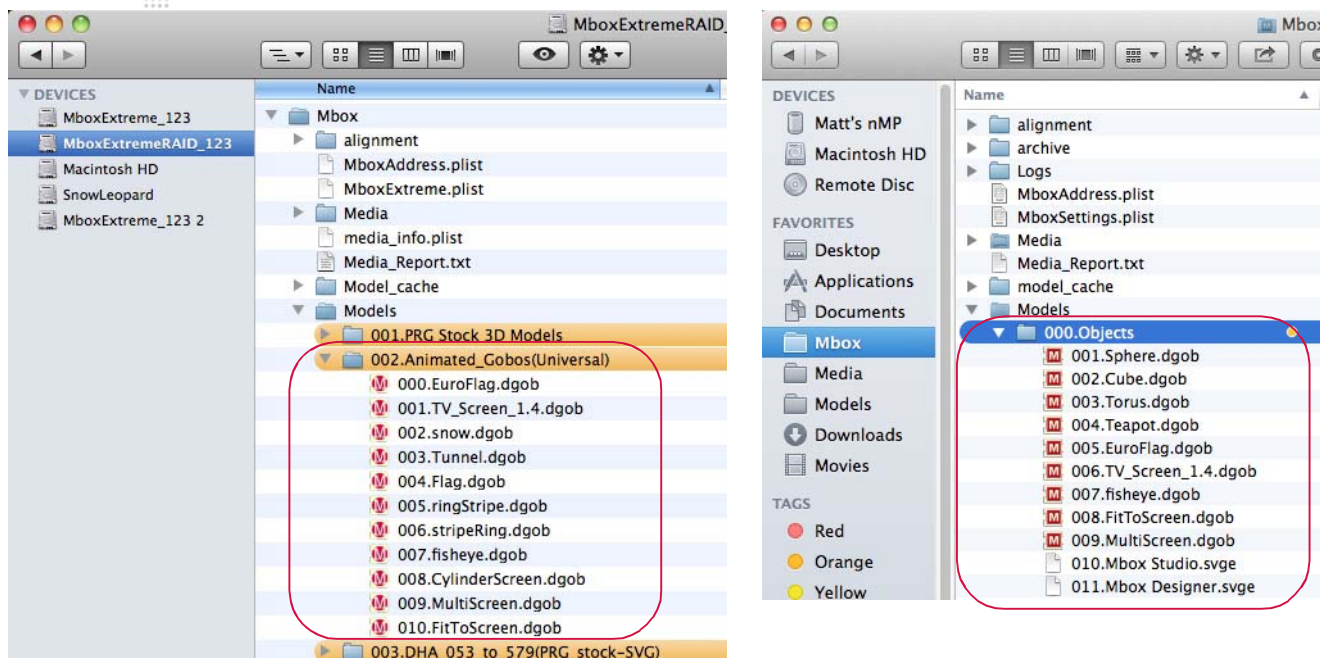 MboxExtremeRAID_
DEVICES
MboxExtreme_123
MboxExtremeRAID_123
Macintosh HD
SnowLeopard
MboxExtreme_123 2
Name
Mbox
alignment
MboxAddress.plist
MboxExtreme.plist
Media
media_info.plist
Media_Report.txt
Model_cache
Models
001.PRG Stock 3D Models
002.Animated_Gobos(Universal)
000.EuroFlag.dgob
001.TV_Screen_1.4.dgob
002.snow.dgob
003.Tunnel.dgob
004.Flag.dgob
005.ringStripe.dgob
006.stripeRing.dgob
007.fisheye.dgob
008.CylinderScreen.dgob
009.MultiScreen.dgob
010.FitToScreen.dgob
003.DHA_053_to_579(PRG_stock-SVG)
Mbox
DEVICES
Matt's nMP
Macintosh HD
Remote Disc
FAVORITES
Desktop
Applications
Documents
Mbox
Media
Models
Downloads
Movies
TAGS
Red
Orange
Yellow
Name
alignment
archive
Logs
MboxAddress.plist
MboxSettings.plist
Media
Media_Report.txt
model_cache
Models
000.Objects
001.Sphere.dgob
002.Cube.dgob
003.Torus.dgob
004.Teapot.dgob
005.EuroFlag.dgob
006.TV_Screen_1.4.dgob
007.fisheye.dgob
008.FitToScreen.dgob
009.MultiScreen.dgob
010.Mbox Studio.svge
011.Mbox Designer.svge